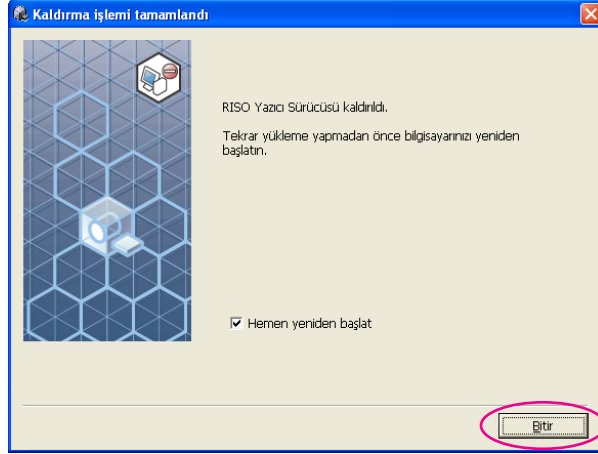 Kaldırma işlemi tamamlandı
RISO Yazıcı Sürücüsü kaldırıldı.
Tekrar yükleme yapmadan önce bilgisayarınızı yeniden
başlatın.
Hemen yeniden başlat
Bitir